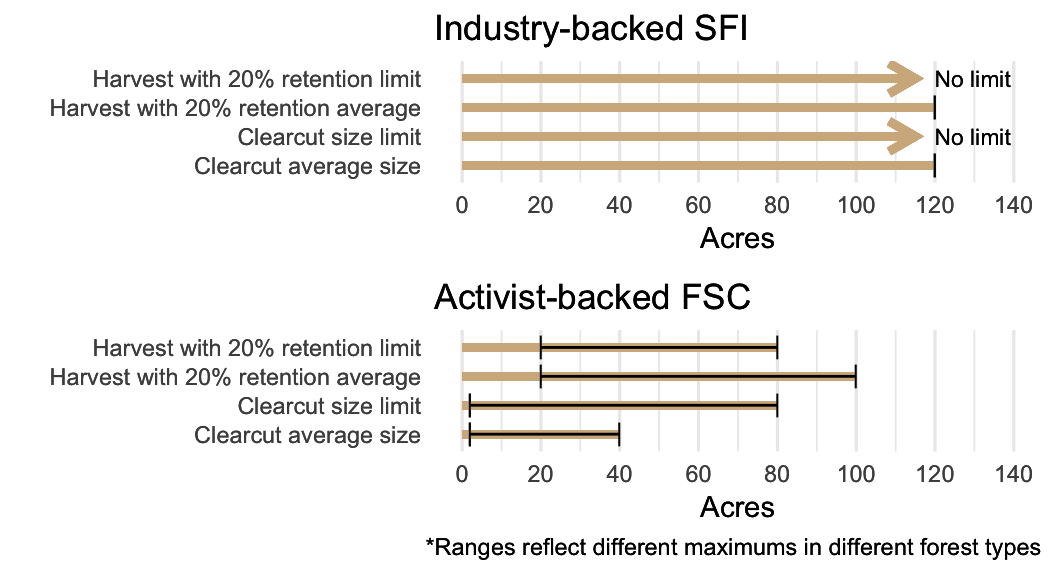 Industry-backed SFI
Harvest with 20% retention limit
No limit
Harvest with 20% retention average
Clearcut size limit
No limit
Clearcut average size
0 20 40 60 80 100 120 140
Acres
Activist-backed FSC
Harvest with 20% retention limit
Harvest with 20% retention average
Clearcut size limit
Clearcut average size
0 20 40 60 80 100 120 140
Acres
*Ranges reflect different maximums in different forest types